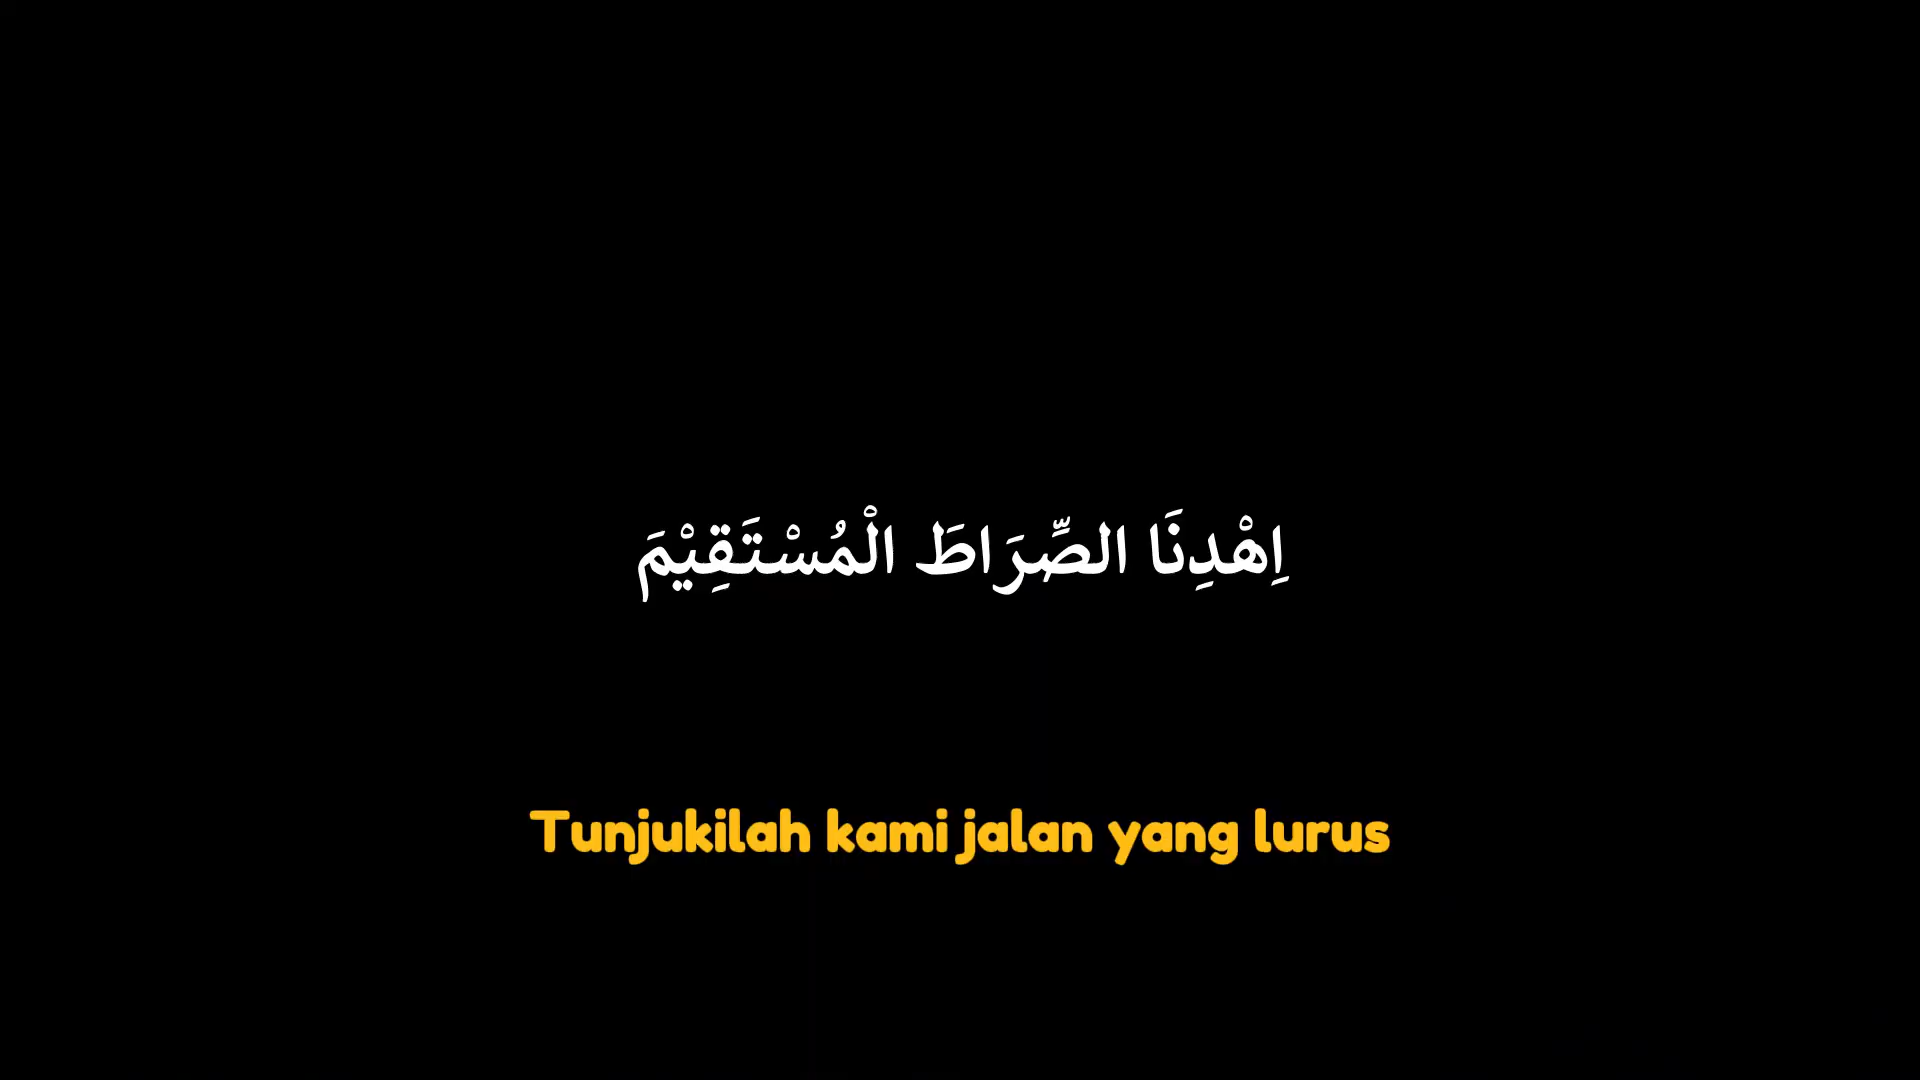 اِهْدِنَا الصِّرَاطَ الْمُسْتَقِيْمَ
Tunjukilah kami jalan yang lurus